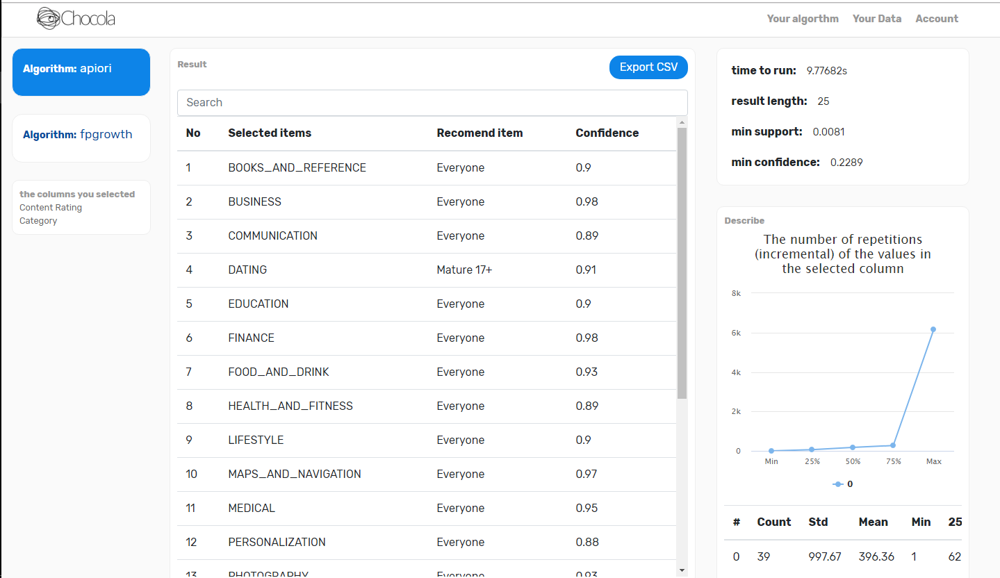 Chocola
Your algorthm Your Data Account
Algorithm: apiori
Algorithm: fpgrowth
the columns you selected
Content Rating
Category
Result
Export CSV
Search
No Selected items Recomend item Confidence
1 BOOKS_AND_REFERENCE Everyone 0.9
2 BUSINESS Everyone 0.98
3 COMMUNICATION Everyone 0.89
4 DATING Mature 17+ 0.91
5 EDUCATION Everyone 0.9
6 FINANCE Everyone 0.98
7 FOOD_AND_DRINK Everyone 0.93
8 HEALTH_AND_FITNESS Everyone 0.89
9 LIFESTYLE Everyone 0.9
10 MAPS_AND_NAVIGATION Everyone 0.97
11 MEDICAL Everyone 0.95
12 PERSONALIZATION Everyone 0.88
13 PHOTOGRAPHY Everyone 0.93
time to run: 9.77682s
result length: 25
min support: 0.0081
min confidence: 0.2289
Describe
The number of repetitions
(incremental) of the values in
the selected column
8k
6k
4k
2k
0
Min 25% 50% 75% Max
0
# Count Std Mean Min 25
0 39 997.67 396.36 1 62